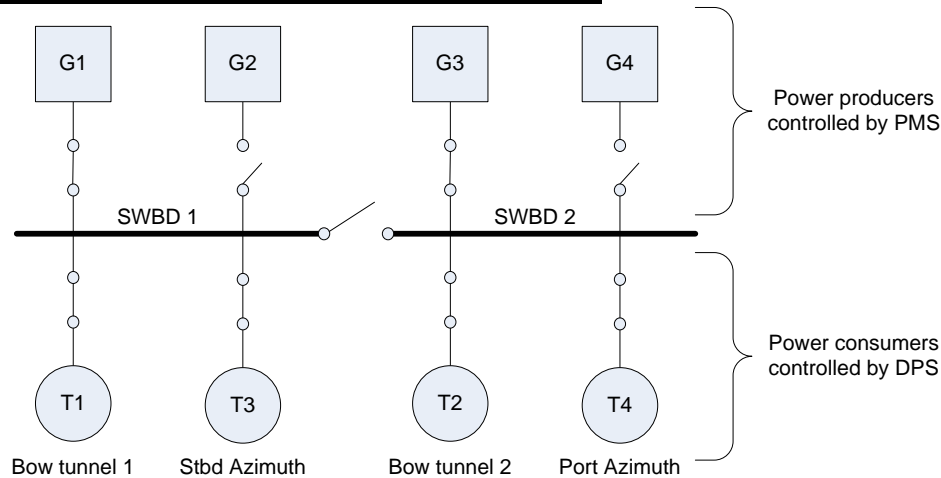 G1
G2
G3
G4
Power producers
controlled by PMS
SWBD 1
SWBD 2
Power consumers
controlled by DPS
T1
T3
T2
T4
Bow tunnel 1
Stbd Azimuth
Bow tunnel 2
Port Azimuth